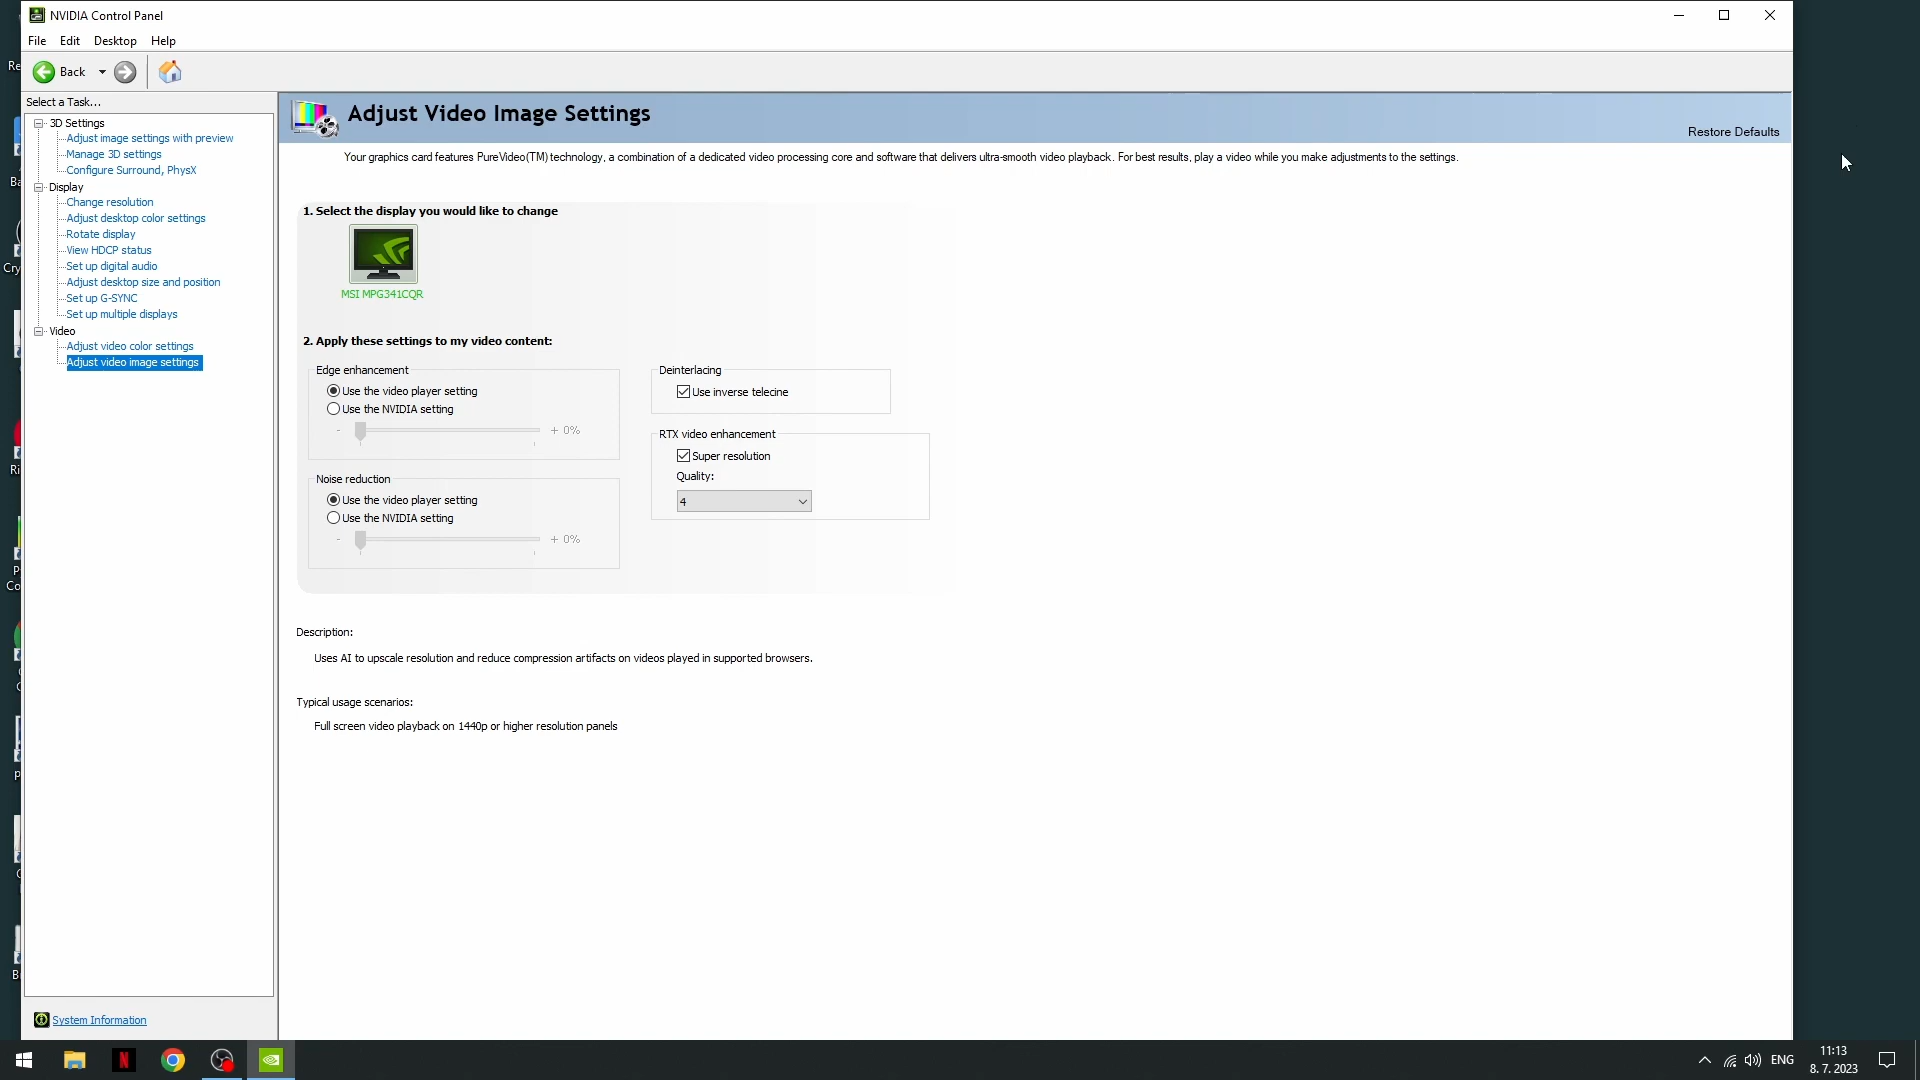 NVIDIA Control Panel
File Edit Desktop Help
Back
Select a Task...
3D Settings
Adjust image settings with preview
Manage 3D settings
Configure Surround, PhysX
Display
Change resolution
Adjust desktop color settings
Rotate display
View HDCP status
Set up digital audio
Adjust desktop size and position
Set up G-SYNC
Set up multiple displays
Video
Adjust video color settings
Adjust video image settings
System Information
Adjust Video Image Settings
Restore Defaults
Your graphics card features PureVideo(TM) technology, a combination of a dedicated video processing core and software that delivers ultra-smooth video playback. For best results, play a video while you make adjustments to the settings.
1. Select the display you would like to change
MSI MPG341CQR
2. Apply these settings to my video content:
Edge enhancement
Use the video player setting
Use the NVIDIA setting
- + 0%
Noise reduction
Use the video player setting
Use the NVIDIA setting
- + 0%
Deinterlacing
Use inverse telecine
RTX video enhancement
Super resolution
Quality:
4
Description:
Uses AI to upscale resolution and reduce compression artifacts on videos played in supported browsers.
Typical usage scenarios:
Full screen video playback on 1440p or higher resolution panels
Re
Ba
Cry
Ri
P
Co
Bi
N
ENG
11:13
8. 7. 2023